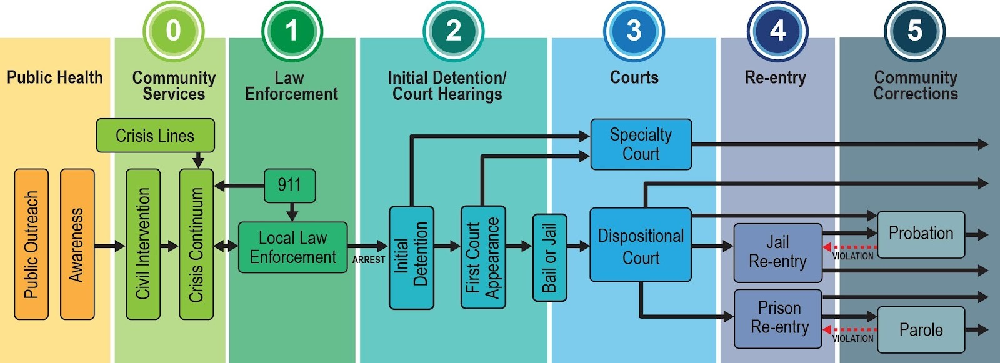 0
1
2
3
4
5
Public Health
Community
Services
Law
Enforcement
Initial Detention/
Court Hearings
Courts
Re-entry
Community
Corrections
Crisis Lines
Public Outreach
Awareness
Civil Intervention
Crisis Continuum
911
Local Law
Enforcement
ARREST
Initial
Detention
First Court
Appearance
Bail or Jail
Specialty
Court
Dispositional
Court
Jail
Re-entry
Prison
Re-entry
Probation
VIOLATION
Parole
VIOLATION